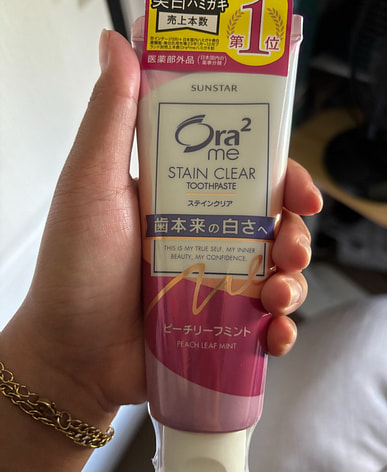 美白ハミガキ
売上本数
第1位
医薬部外品
SUNSTAR
Ora2
me
STAIN CLEAR
TOOTHPASTE
ステインクリア
歯本来の白さへ
THIS IS MY TRUE SELF. MY INNER
BEAUTY, MY CONFIDENCE.
ピーチリーフミント
PEACH LEAF MINT